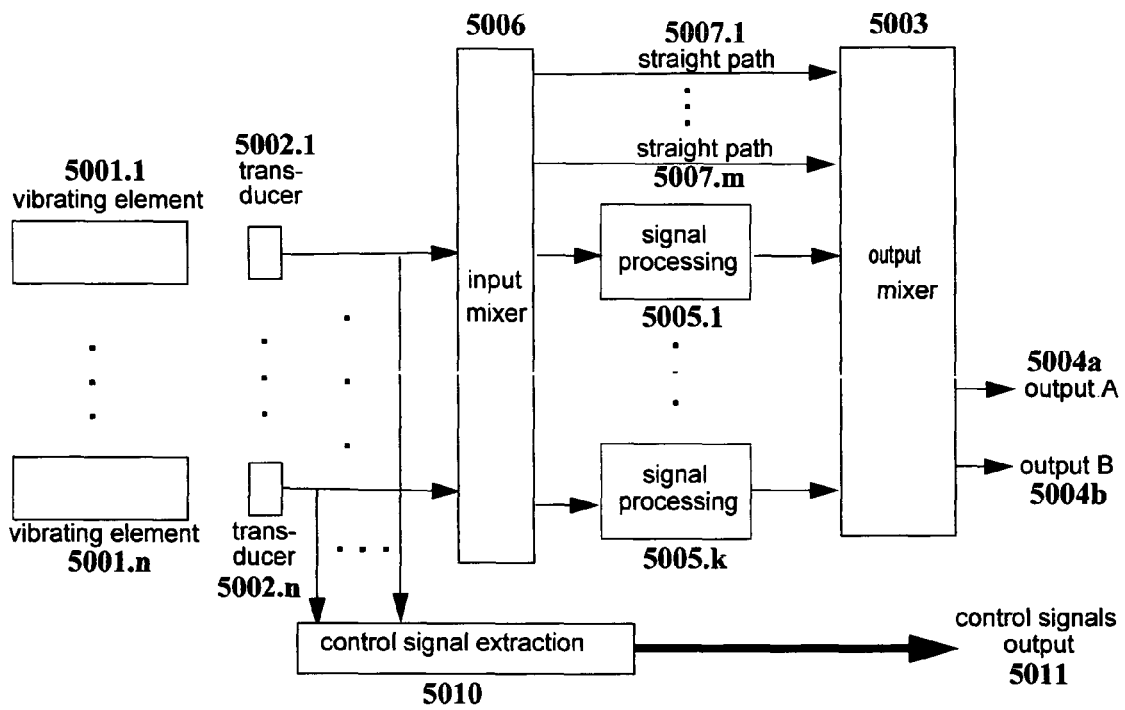 5006
5007.1
5003
straight path
5002.1
trans-
ducer
straight path
5007.m
5001.1
vibrating element
signal
processing
5005.1
input
mixer
output
mixer
5004a
output A
output B
5004b
signal
processing
5005.k
vibrating element
5001.n
trans-
ducer
5002.n
control signal extraction
5010
control signals
output
5011